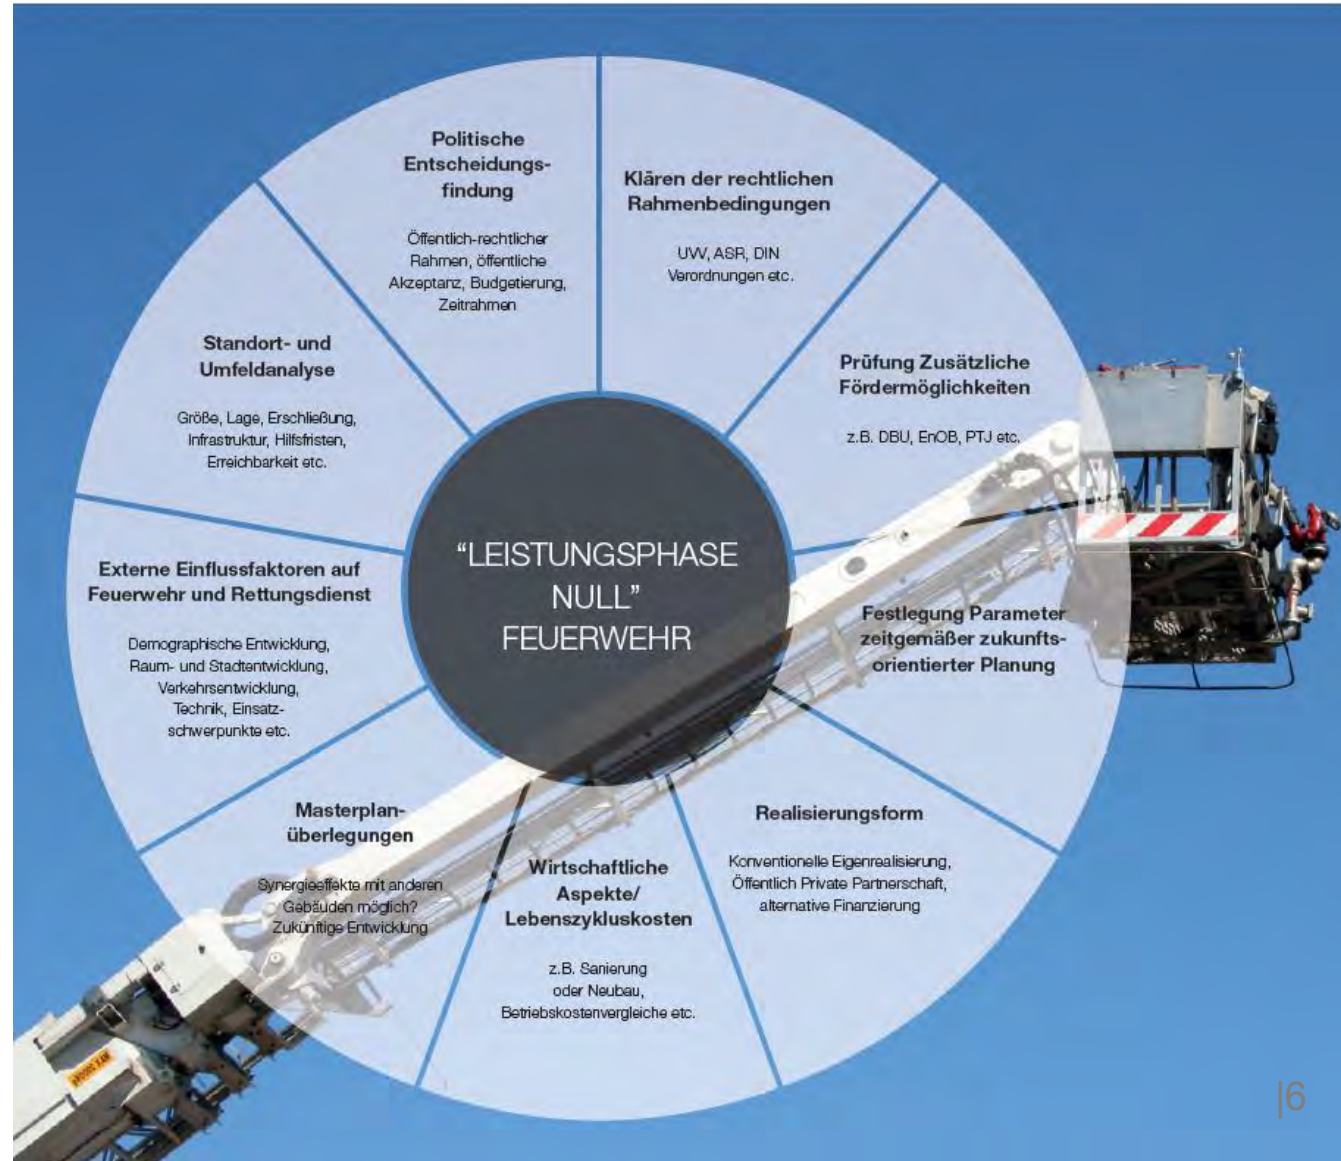 Politische
Entscheidungs-
findung
Öffentlich-rechtlicher
Rahmen, öffentliche
Akzeptanz, Budgetierung,
Zeitrahmen
Klären der rechtlichen
Rahmenbedingungen
UVV, ASR, DIN
Verordnungen etc.
Prüfung Zusätzliche
Fördermöglichkeiten
z.B. DBU, EnOB, PTJ etc.
Festlegung Parameter
zeitgemäßer zukunfts-
orientierter Planung
Realisierungsform
Konventionelle Eigenrealisierung,
Öffentlich Private Partnerschaft,
alternative Finanzierung
Wirtschaftliche
Aspekte/
Lebenszykluskosten
z.B. Sanierung
oder Neubau,
Betriebskostenvergleiche etc.
Masterplan-
überlegungen
Synergieeffekte mit anderen
Gebäuden möglich?
Zukünftige Entwicklung
Externe Einflussfaktoren auf
Feuerwehr und Rettungsdienst
Demographische Entwicklung,
Raum- und Stadtentwicklung,
Verkehrsentwicklung,
Technik, Einsatz-
schwerpunkte etc.
Standort- und
Umfeldanalyse
Größe, Lage, Erschließung,
Infrastruktur, Hilfsfristen,
Erreichbarkeit etc.
“LEISTUNGSPHASE
NULL”
FEUERWEHR
|6